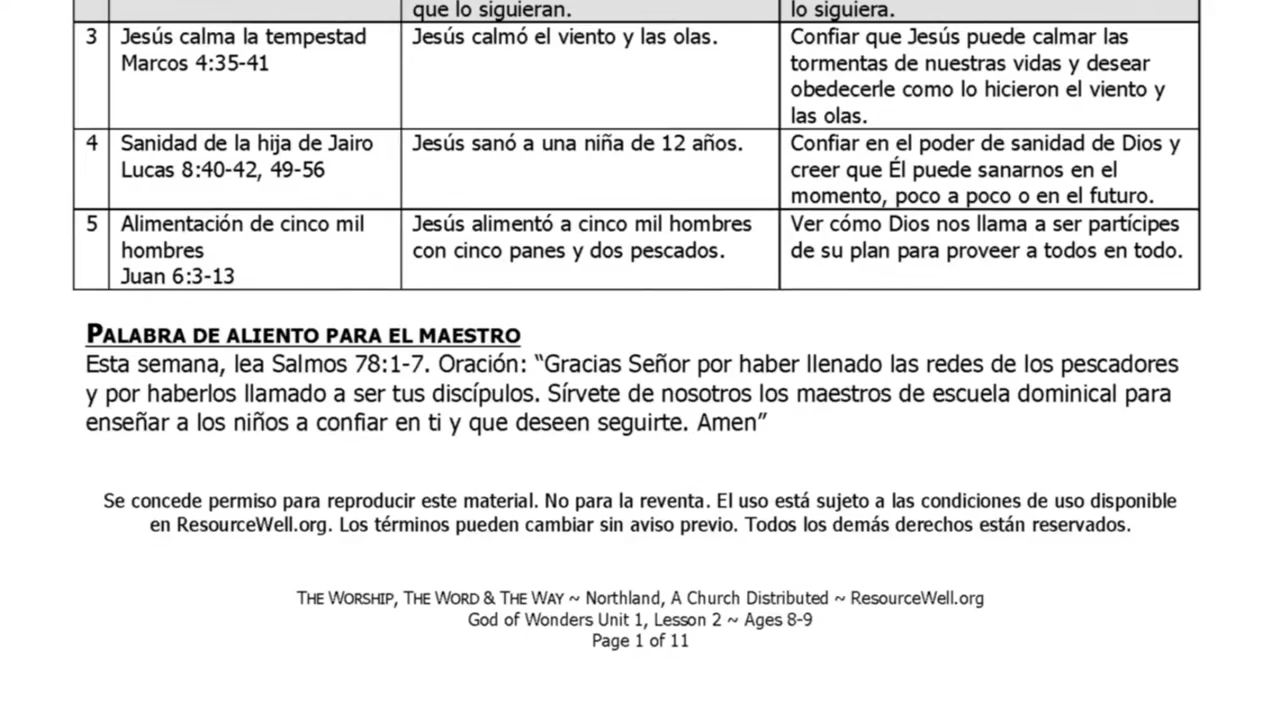 que lo siguieran.
lo siguiera.
3
Jesús calma la tempestad
Marcos 4:35-41
Jesús calmó el viento y las olas.
Confiar que Jesús puede calmar las
tormentas de nuestras vidas y desear
obedecerle como lo hicieron el viento y
las olas.
4
Sanidad de la hija de Jairo
Lucas 8:40-42, 49-56
Jesús sanó a una niña de 12 años.
Confiar en el poder de sanidad de Dios y
creer que Él puede sanarnos en el
momento, poco a poco o en el futuro.
5
Alimentación de cinco mil
hombres
Juan 6:3-13
Jesús alimentó a cinco mil hombres
con cinco panes y dos pescados.
Ver cómo Dios nos llama a ser partícipes
de su plan para proveer a todos en todo.
PALABRA DE ALIENTO PARA EL MAESTRO
Esta semana, lea Salmos 78:1-7. Oración: “Gracias Señor por haber llenado las redes de los pescadores
y por haberlos llamado a ser tus discípulos. Sírvete de nosotros los maestros de escuela dominical para
enseñar a los niños a confiar en ti y que deseen seguirte. Amen”
Se concede permiso para reproducir este material. No para la reventa. El uso está sujeto a las condiciones de uso disponible
en ResourceWell.org. Los términos pueden cambiar sin aviso previo. Todos los demás derechos están reservados.
THE WORSHIP, THE WORD & THE WAY ~ Northland, A Church Distributed ~ ResourceWell.org
God of Wonders Unit 1, Lesson 2 ~ Ages 8-9
Page 1 of 11